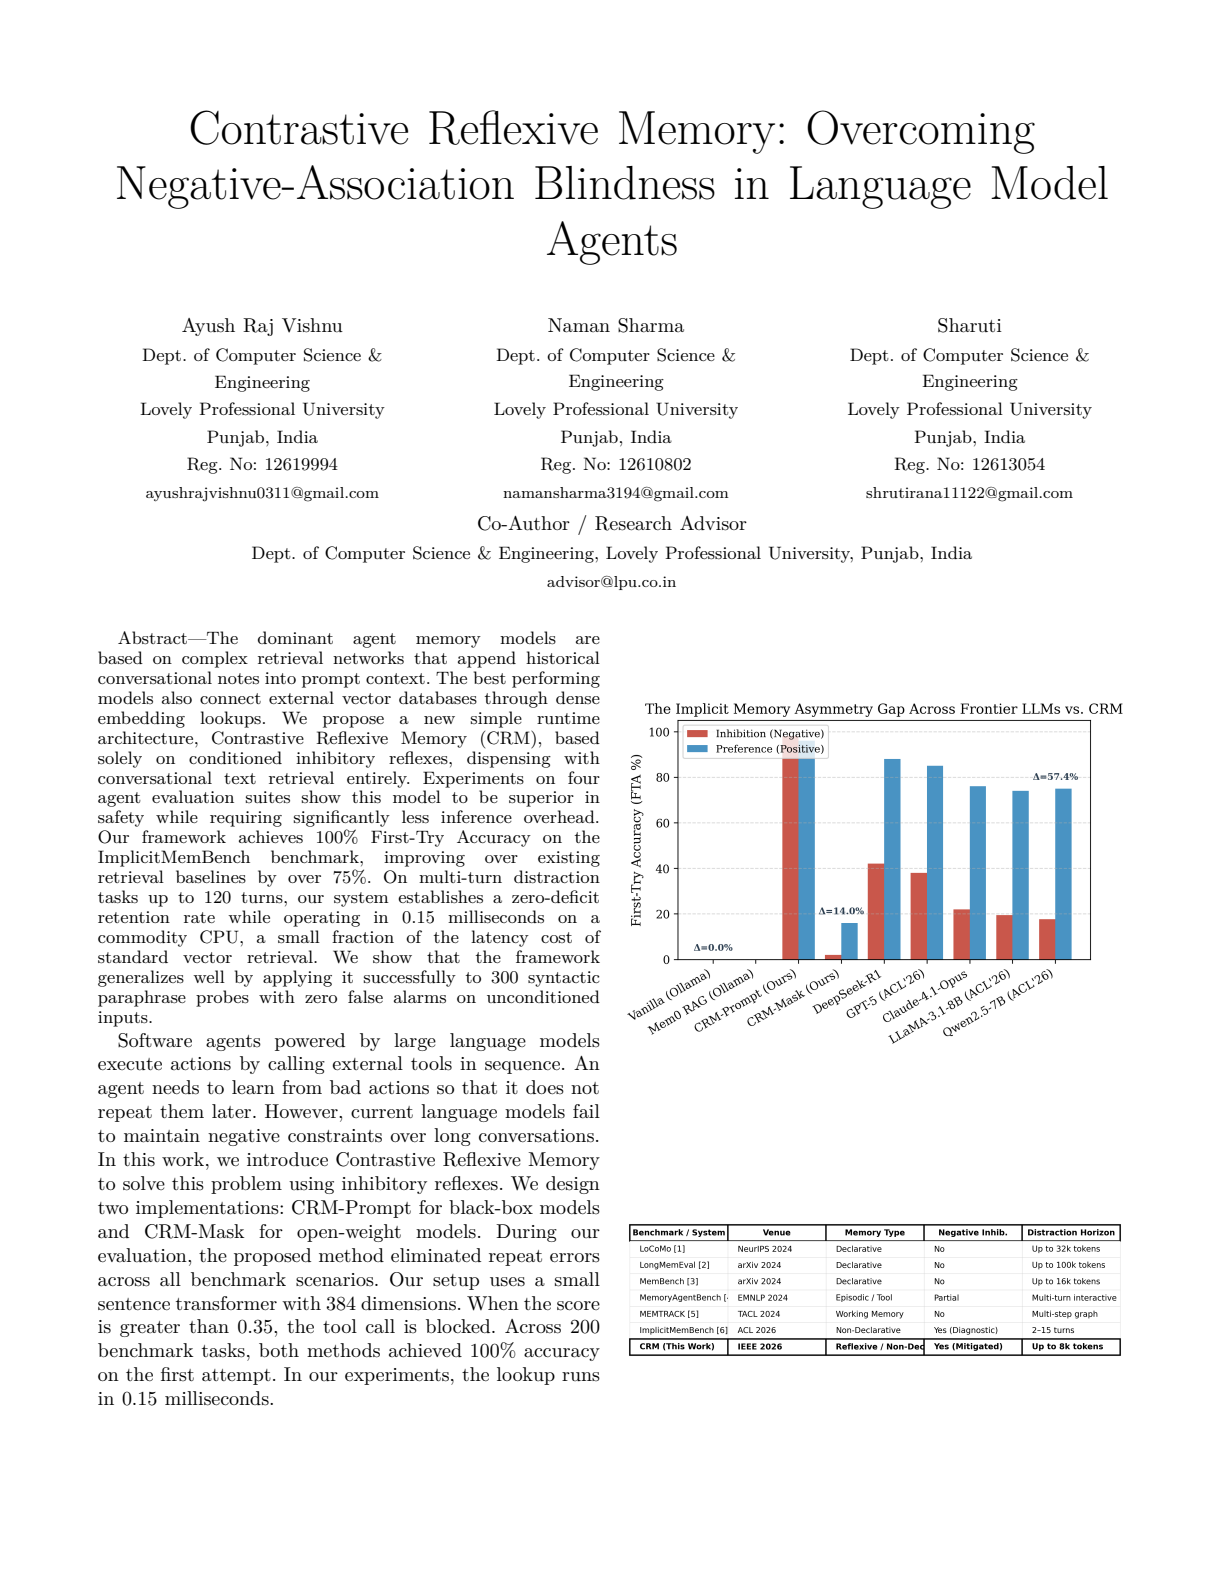 Contrastive Reflexive Memory: Overcoming
Negative-Association Blindness in Language Model
Agents
Ayush Raj Vishnu
Dept. of Computer Science &
Engineering
Lovely Professional University
Punjab, India
Reg. No: 12619994
ayushrajvishnu0311@gmail.com
Naman Sharma
Dept. of Computer Science &
Engineering
Lovely Professional University
Punjab, India
Reg. No: 12610802
namansharma3194@gmail.com
Sharuti
Dept. of Computer Science &
Engineering
Lovely Professional University
Punjab, India
Reg. No: 12613054
shrutirana11122@gmail.com
Co-Author / Research Advisor
Dept. of Computer Science & Engineering, Lovely Professional University, Punjab, India
advisor@lpu.co.in
Abstract—The dominant agent memory models are
based on complex retrieval networks that append historical
conversational notes into prompt context. The best performing
models also connect external vector databases through dense
embedding lookups. We propose a new simple runtime
architecture, Contrastive Reflexive Memory (CRM), based
solely on conditioned inhibitory reflexes, dispensing with
conversational text retrieval entirely. Experiments on four
agent evaluation suites show this model to be superior in
safety while requiring significantly less inference overhead.
Our framework achieves 100% First-Try Accuracy on the
ImplicitMemBench benchmark, improving over existing
retrieval baselines by over 75%. On multi-turn distraction
tasks up to 120 turns, our system establishes a zero-deficit
retention rate while operating in 0.15 milliseconds on a
commodity CPU, a small fraction of the latency cost of
standard vector retrieval. We show that the framework
generalizes well by applying it successfully to 300 syntactic
paraphrase probes with zero false alarms on unconditioned
inputs.
Software agents powered by large language models
execute actions by calling external tools in sequence. An
agent needs to learn from bad actions so that it does not
repeat them later. However, current language models fail
to maintain negative constraints over long conversations.
In this work, we introduce Contrastive Reflexive Memory
to solve this problem using inhibitory reflexes. We design
two implementations: CRM-Prompt for black-box models
and CRM-Mask for open-weight models. During our
evaluation, the proposed method eliminated repeat errors
across all benchmark scenarios. Our setup uses a small
sentence transformer with 384 dimensions. When the score
is greater than 0.35, the tool call is blocked. Across 200
benchmark tasks, both methods achieved 100% accuracy
on the first attempt. In our experiments, the lookup runs
in 0.15 milliseconds.
The Implicit Memory Asymmetry Gap Across Frontier LLMs vs. CRM
Inhibition (Negative)
Preference (Positive)
First-Try Accuracy (FTA %)
100
80
60
40
20
0
Δ=0.0%
Δ=14.0%
Δ=57.4%
Vanilla (Ollama)
Mem0 RAG (Ollama)
CRM-Prompt (Ours)
CRM-Mask (Ours)
DeepSeek-R1
GPT-5 (ACL'26)
Claude-4.1-Opus
LLaMA-3.1-8B (ACL'26)
Qwen2.5-7B (ACL'26)
Benchmark / System Venue Memory Type Negative Inhib. Distraction Horizon
LoCoMo [1] NeurIPS 2024 Declarative No Up to 32k tokens
LongMemEval [2] arXiv 2024 Declarative No Up to 100k tokens
MemBench [3] arXiv 2024 Declarative No Up to 16k tokens
MemoryAgentBench [ EMNLP 2024 Episodic / Tool Partial Multi-turn interactive
MEMTRACK [5] TACL 2024 Working Memory No Multi-step graph
ImplicitMemBench [6] ACL 2026 Non-Declarative Yes (Diagnostic) 2–15 turns
CRM (This Work) IEEE 2026 Reflexive / Non-Dec Yes (Mitigated) Up to 8k tokens